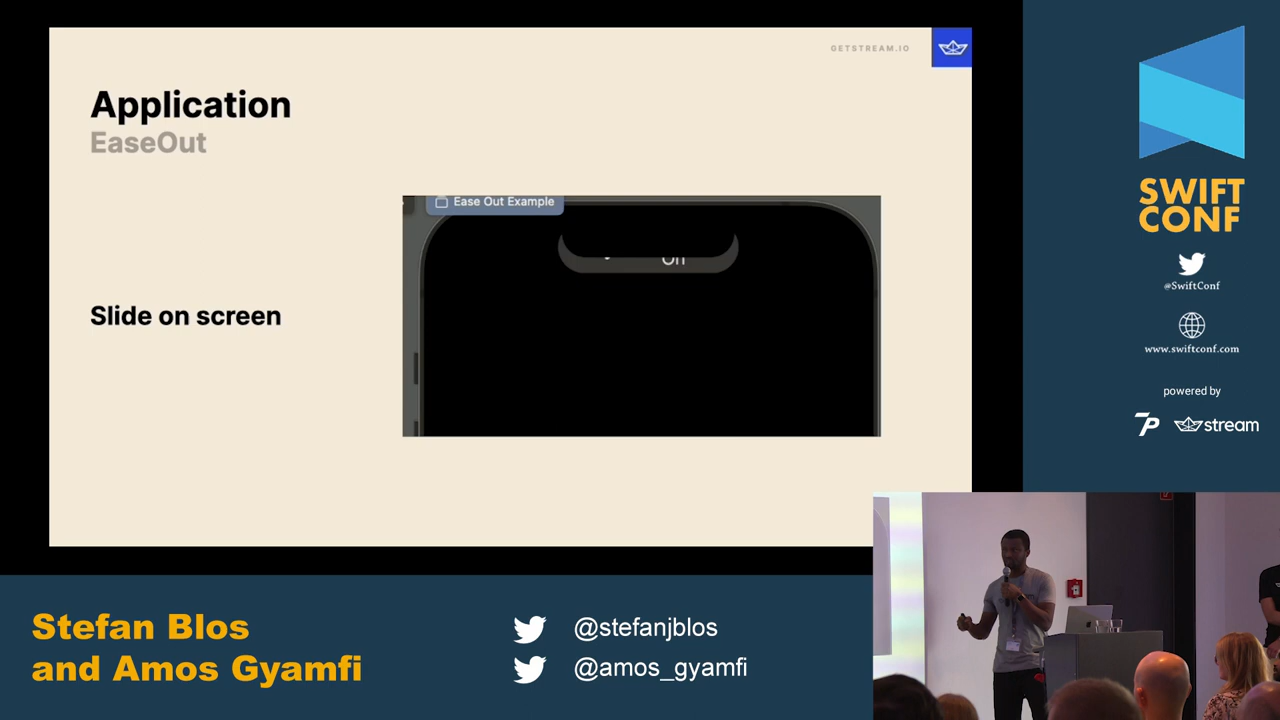 GETSTREAM.IO
Application
EaseOut
Ease Out Example
Slide on screen
SWIFT
CONF
@SwiftConf
www.swiftconf.com
powered by
7P
stream
Stefan Blos
and Amos Gyamfi
@stefanjblos
@amos_gyamfi